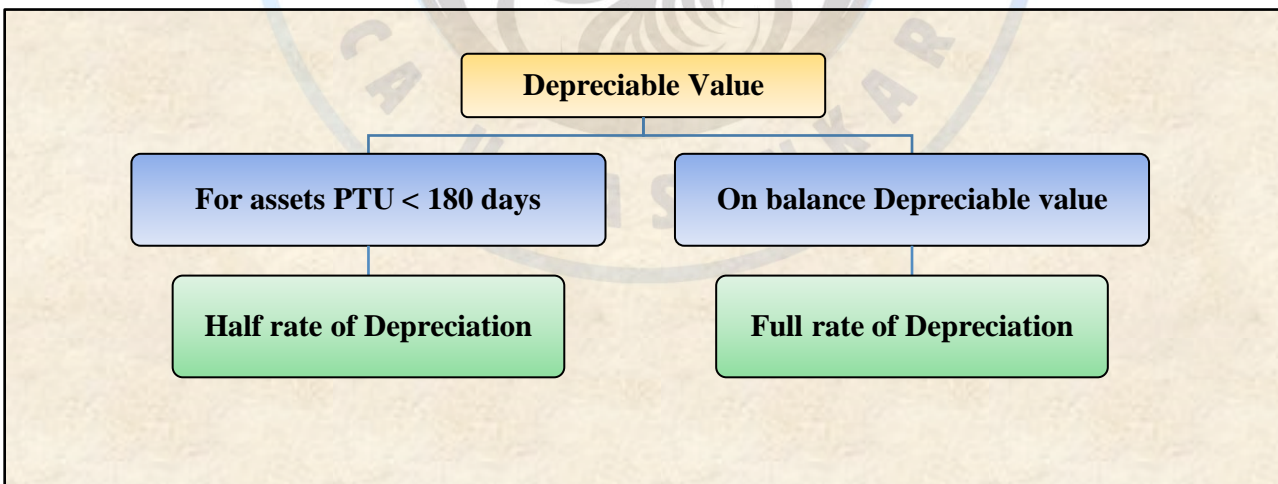 Depreciable Value
For assets PTU < 180 days
On balance Depreciable value
Half rate of Depreciation
Full rate of Depreciation